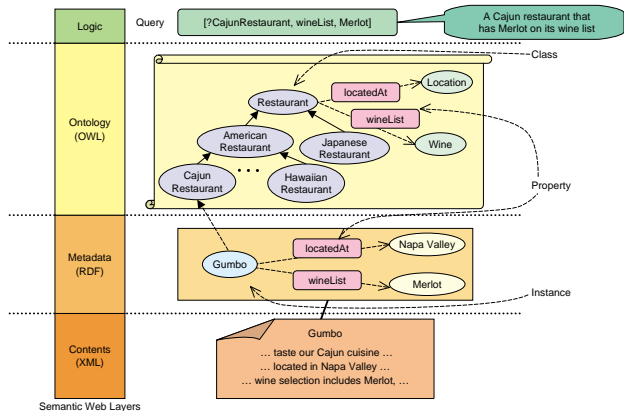 Logic
Query
[?CajunRestaurant, wineList, Merlot]
A Cajun restaurant that
has Merlot on its wine list
Class
Ontology
(OWL)
Restaurant
locatedAt
Location
wineList
Wine
American
Restaurant
Japanese
Restaurant
Cajun
Restaurant
• • •
Hawaiian
Restaurant
Property
Metadata
(RDF)
Gumbo
locatedAt
Napa Valley
wineList
Merlot
Instance
Contents
(XML)
Gumbo
… taste our Cajun cuisine …
… located in Napa Valley …
… wine selection includes Merlot, …
Semantic Web Layers